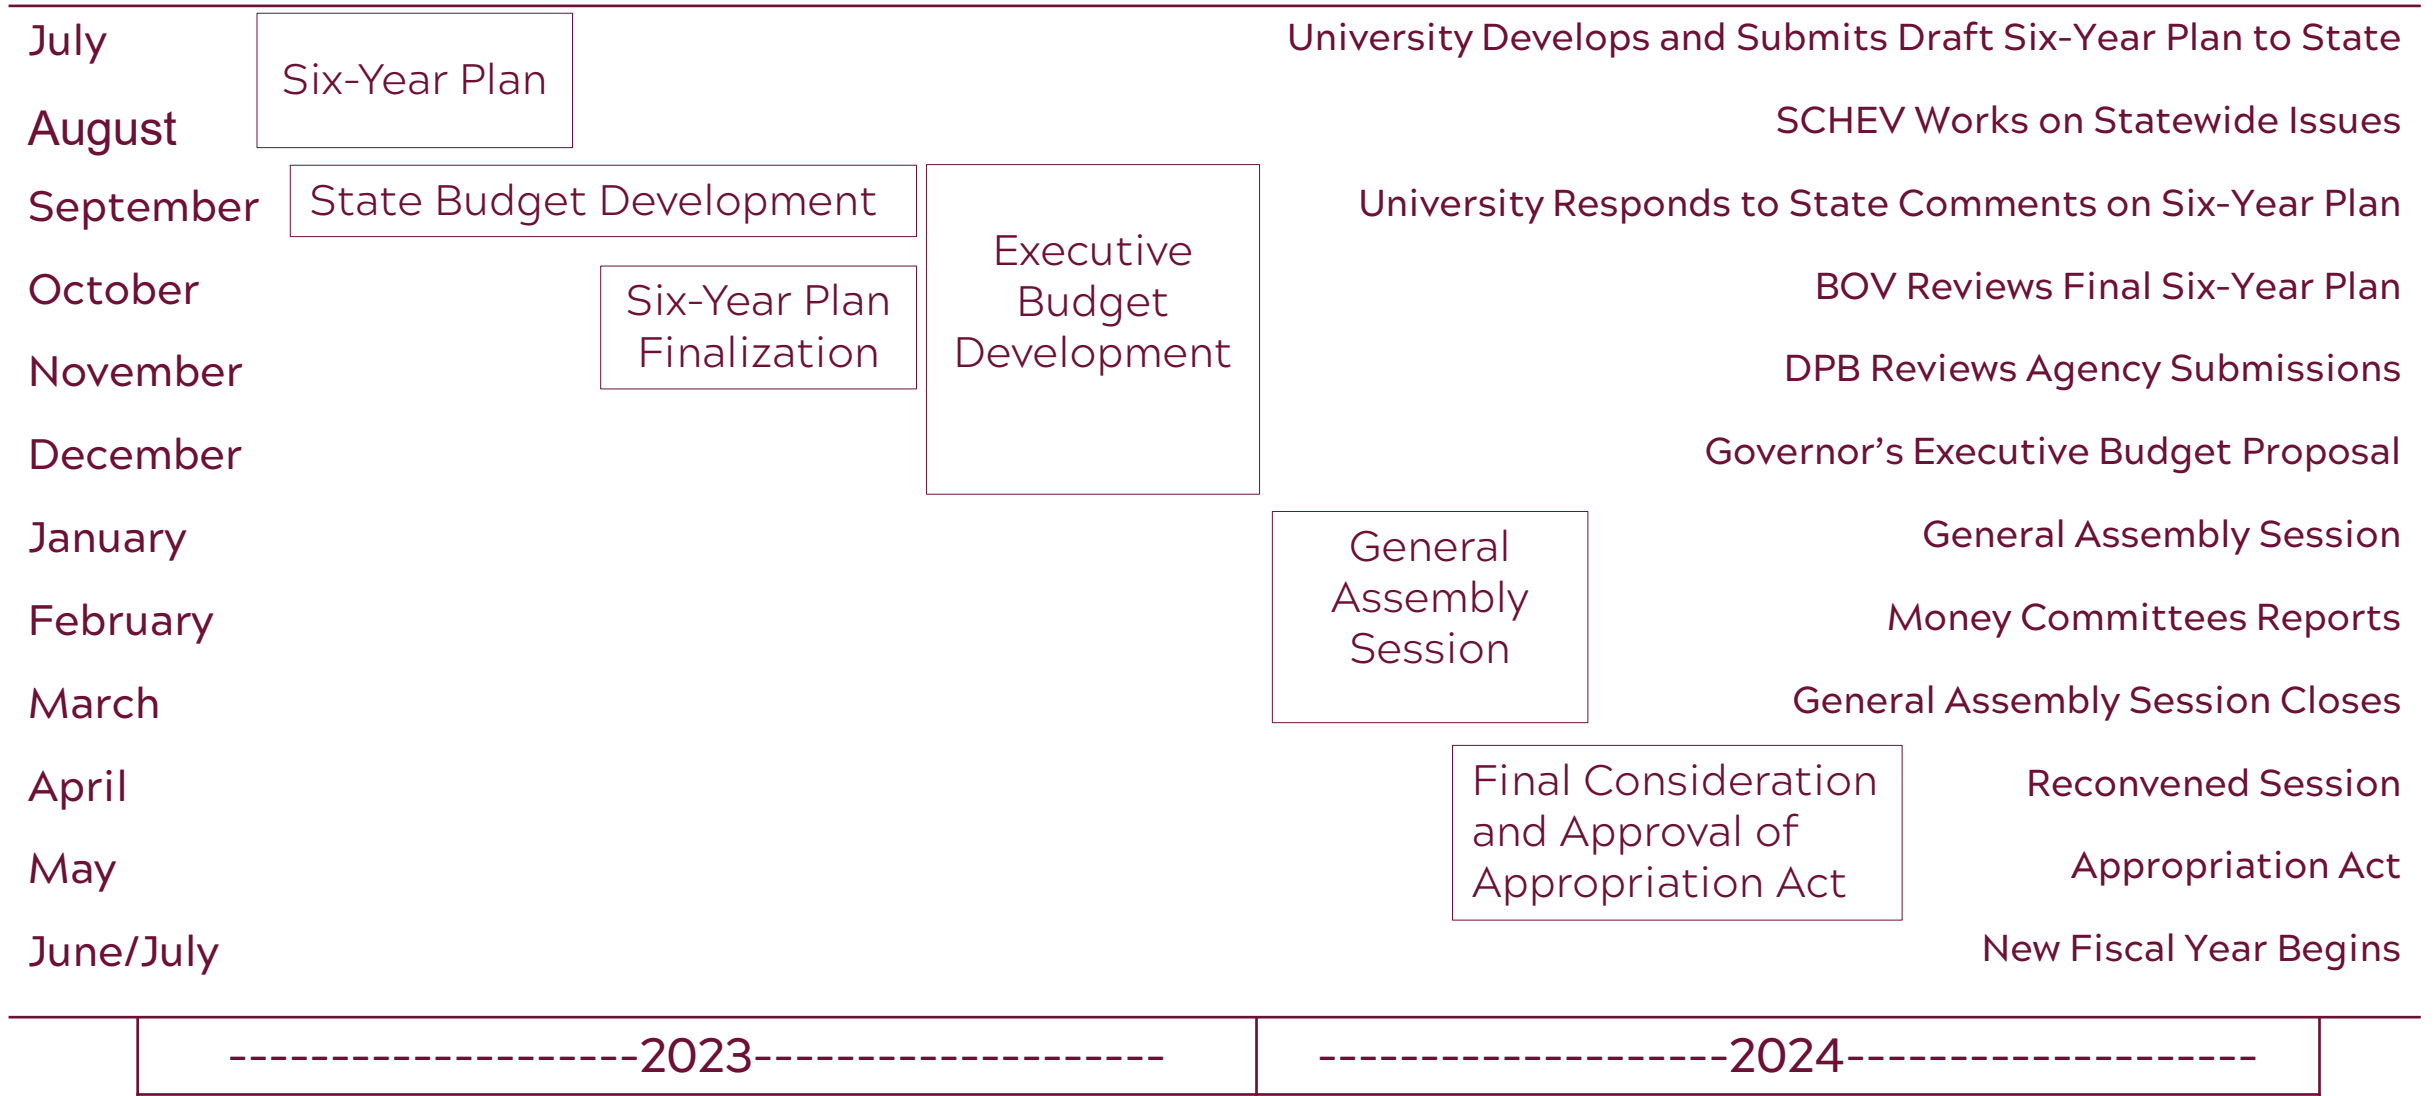 July
University Develops and Submits Draft Six-Year Plan to State
Six-Year Plan
August
SCHEV Works on Statewide Issues
September
State Budget Development
University Responds to State Comments on Six-Year Plan
Executive
Budget
Development
October
Six-Year Plan
Finalization
BOV Reviews Final Six-Year Plan
November
DPB Reviews Agency Submissions
December
Governor’s Executive Budget Proposal
January
General
Assembly
Session
General Assembly Session
February
Money Committees Reports
March
General Assembly Session Closes
April
Final Consideration
and Approval of
Appropriation Act
Reconvened Session
May
Appropriation Act
June/July
New Fiscal Year Begins
--------------------2023--------------------
--------------------2024--------------------